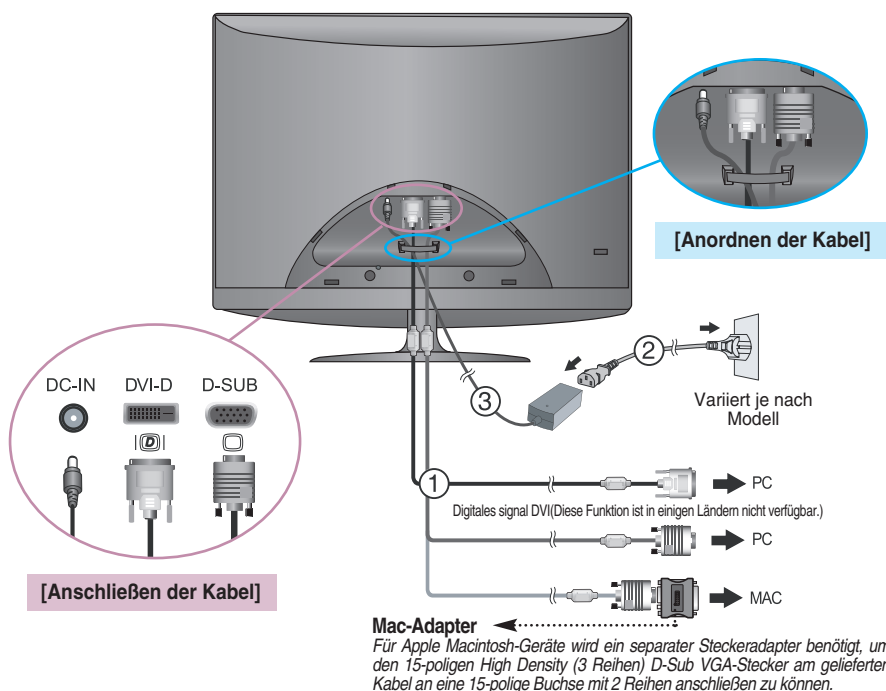 [Anordnen der Kabel]
DC-IN DVI-D D-SUB
D
[Anschließen der Kabel]
2
3
Variiert je nach
Modell
1
PC
Digitales signal DVI(Diese Funktion ist in einigen Ländern nicht verfügbar.)
PC
MAC
Mac-Adapter
Für Apple Macintosh-Geräte wird ein separater Steckeradapter benötigt, um
den 15-poligen High Density (3 Reihen) D-Sub VGA-Stecker am gelieferten
Kabel an eine 15-polige Buchse mit 2 Reihen anschließen zu können.